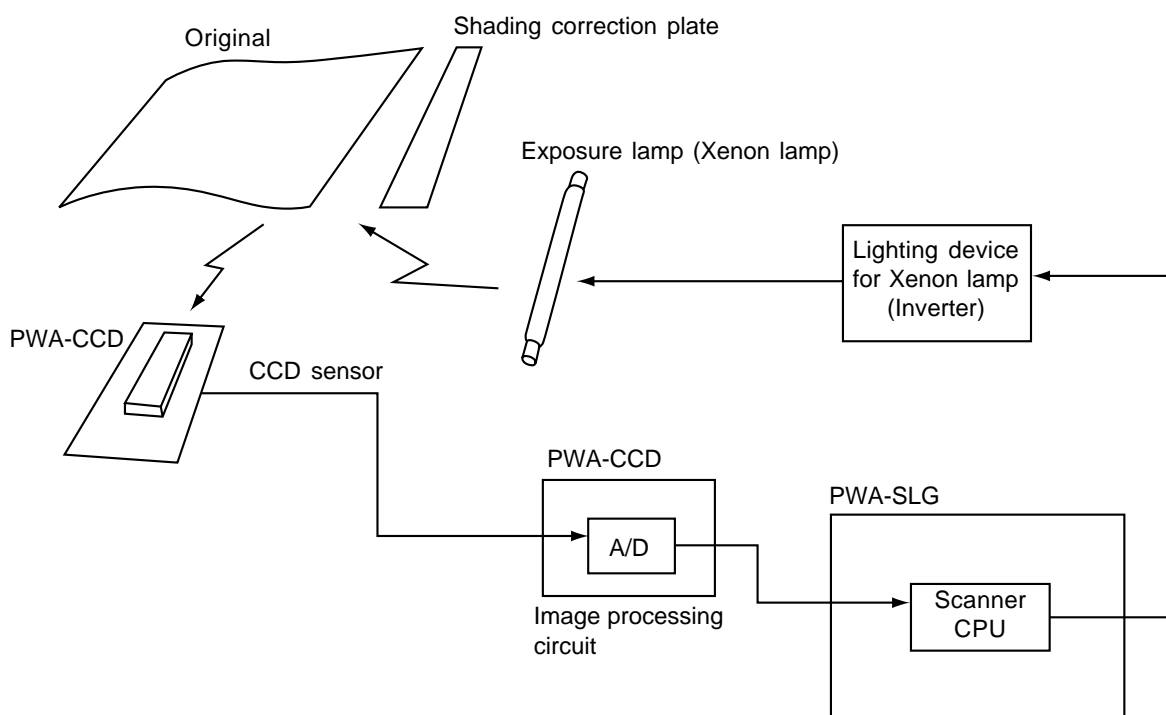 Shading correction plate
Original
Exposure lamp (Xenon lamp)
Lighting device
for Xenon lamp
(Inverter)
PWA-CCD
CCD sensor
PWA-CCD
A/D
Image processing
circuit
PWA-SLG
Scanner
CPU